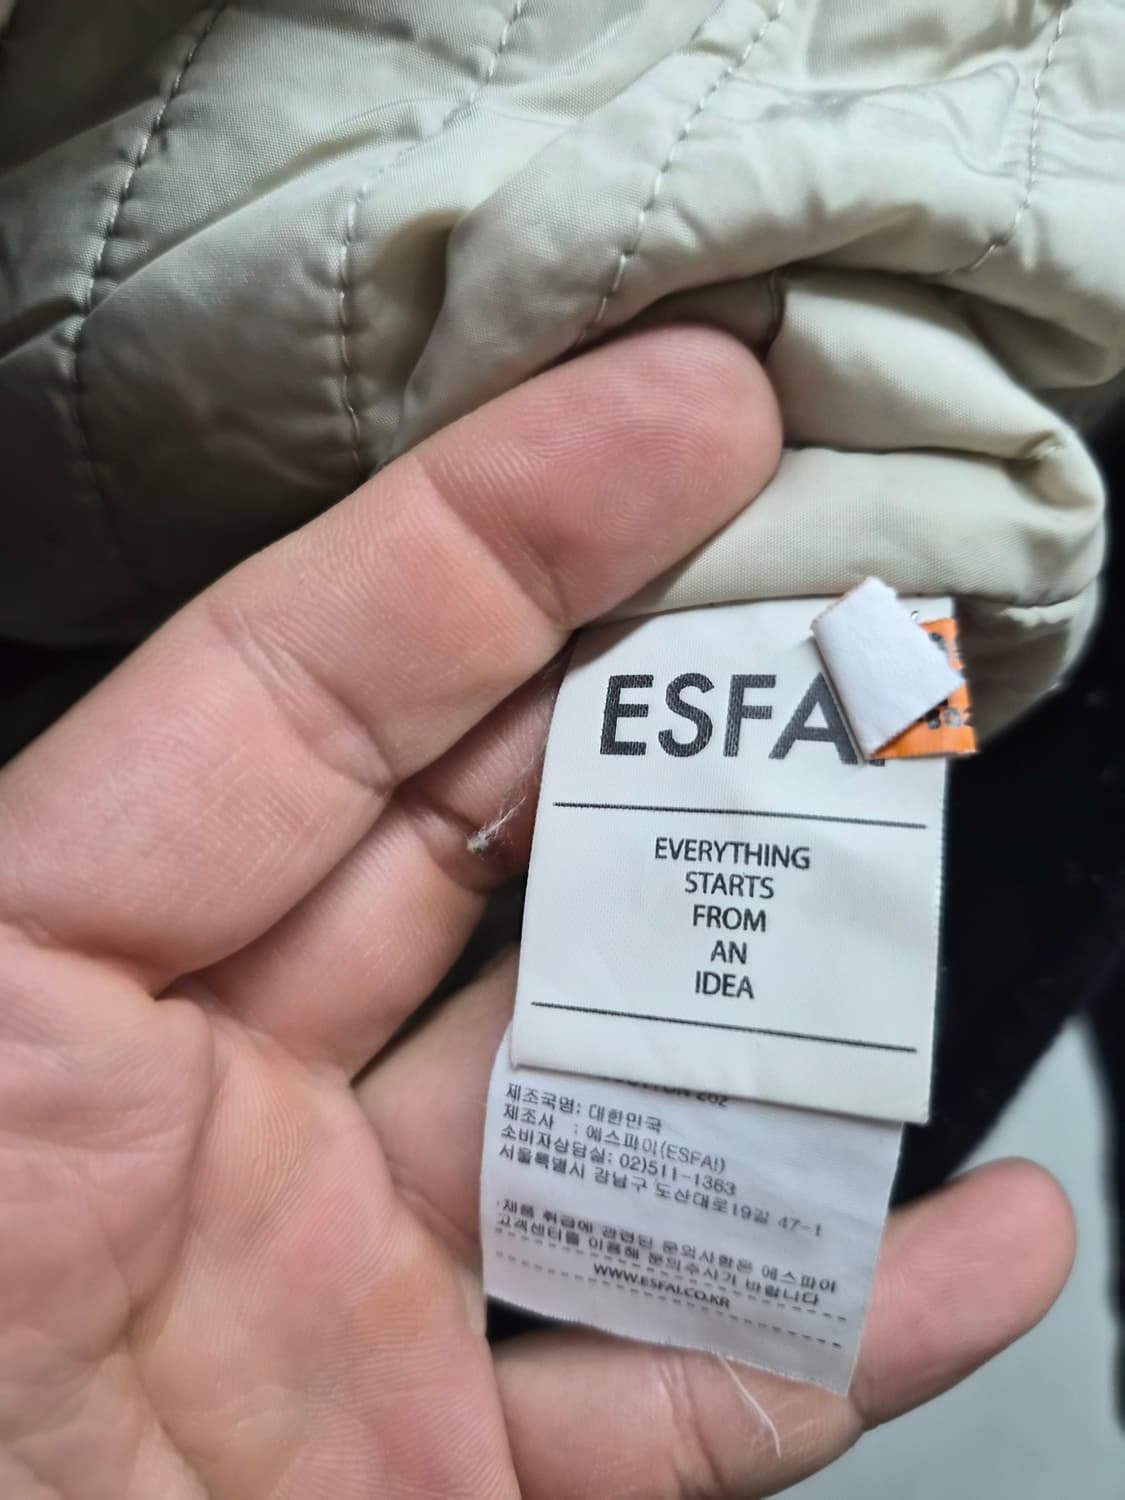 ESFA
EVERYTHING
STARTS
FROM
AN
IDEA
제조국명: 대한민국
제조사 : 에스파이(ESFAI)
소비자상담실: 02)511-1363
서울특별시 강남구 도산대로19길 47-1
·제품 취급에 관련된 문의사항은 에스파이
고객센터를 이용해 문의주시기 바랍니다
WWW.ESFAI.CO.KR